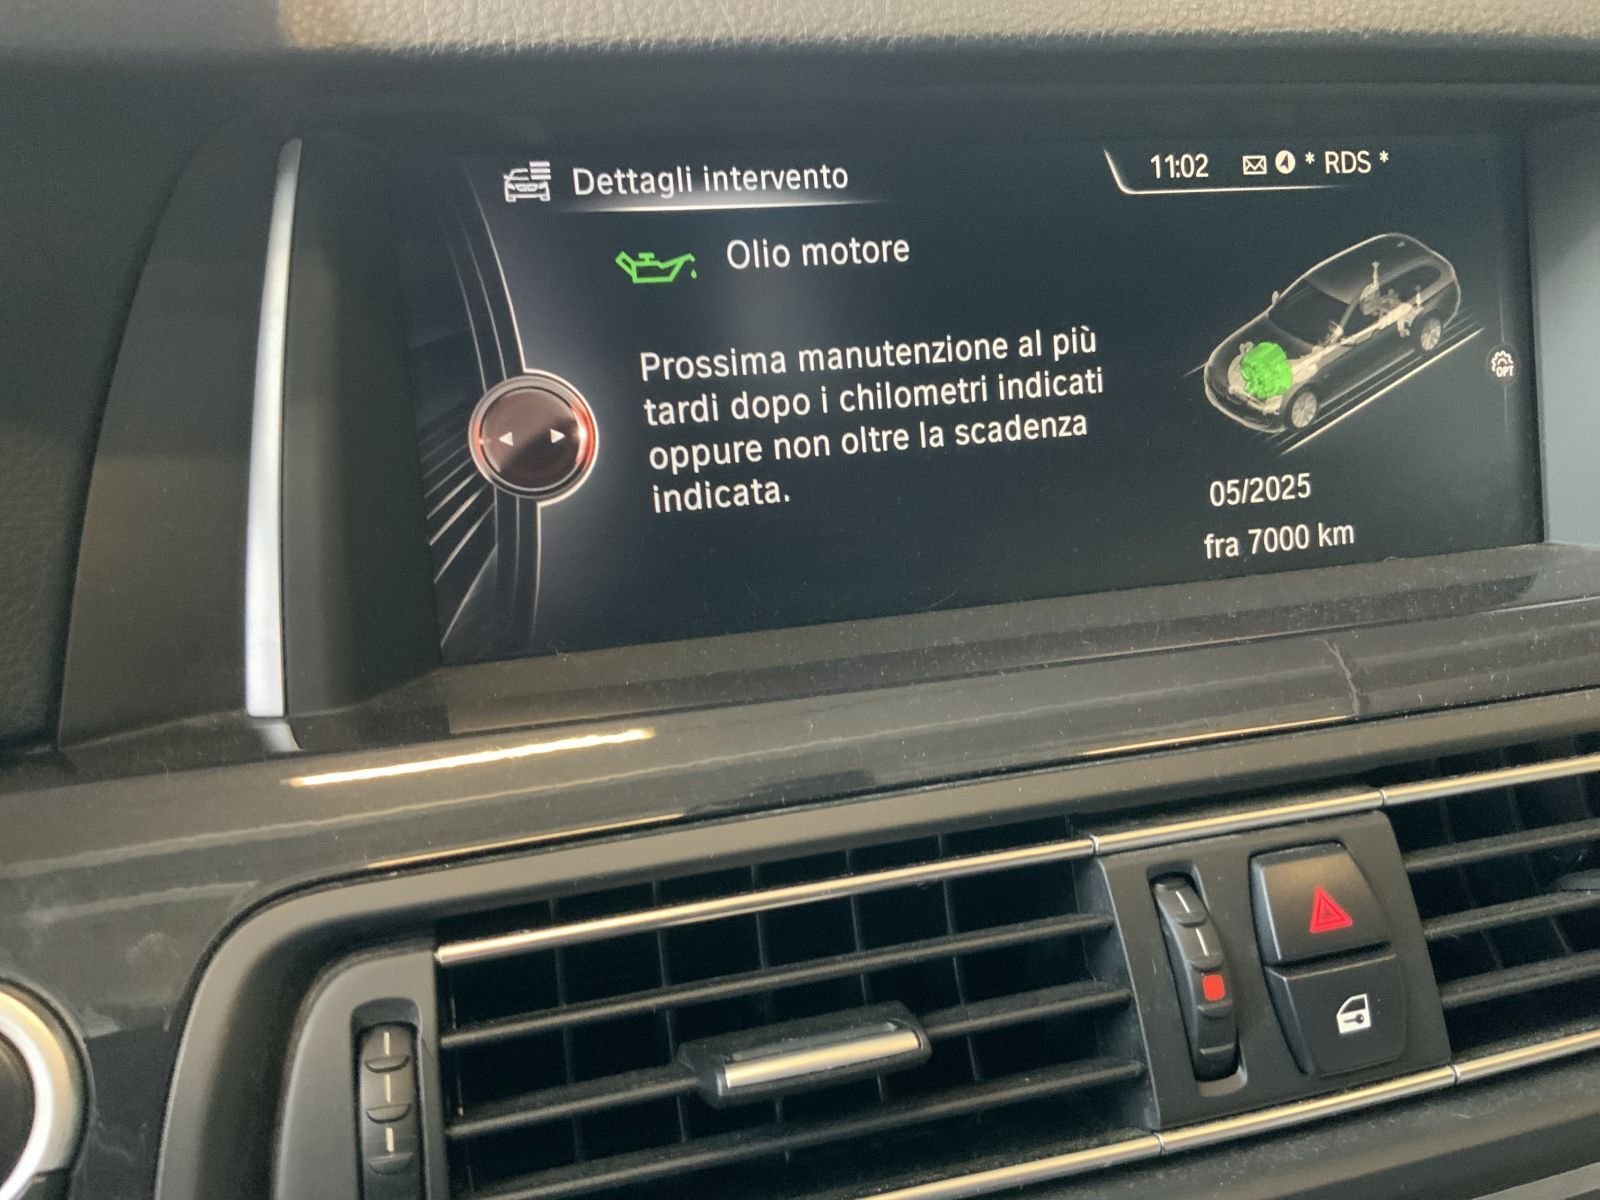 Dettagli intervento
11:02 * RDS *
Olio motore
Prossima manutenzione al più
tardi dopo i chilometri indicati
oppure non oltre la scadenza
indicata.
OPT
05/2025
fra 7000 km